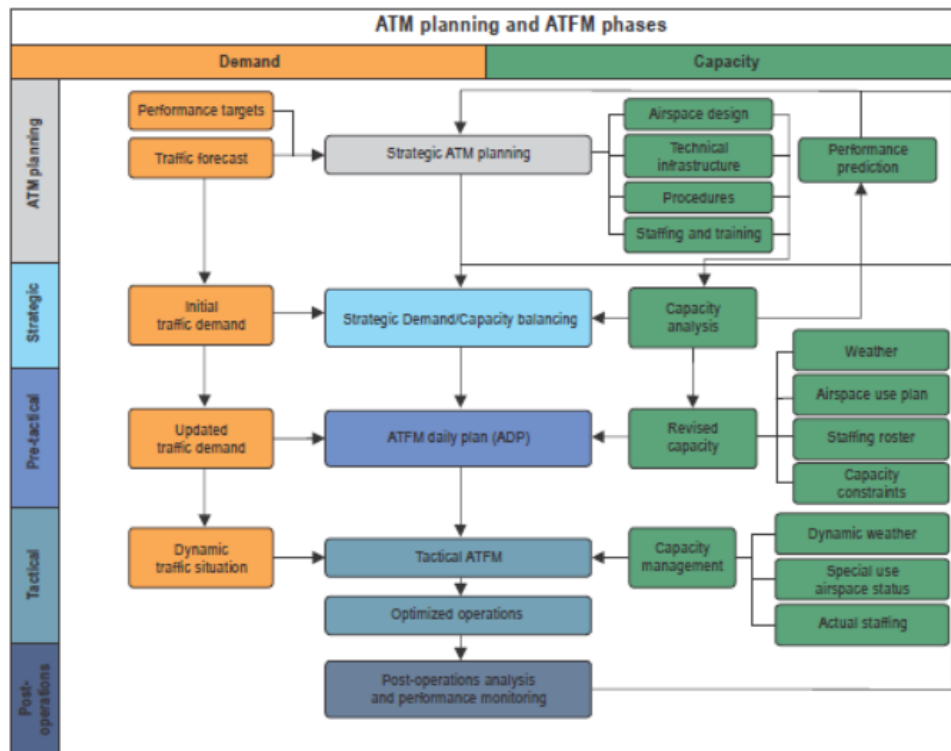 ATM planning and ATFM phases
Demand
Capacity
ATM planning
Performance targets
Traffic forecast
Strategic ATM planning
Airspace design
Technical
infrastructure
Procedures
Staffing and training
Performance
prediction
Strategic
Initial
traffic demand
Strategic Demand/Capacity balancing
Capacity
analysis
Pre-tactical
Updated
traffic demand
ATFM daily plan (ADP)
Revised
capacity
Weather
Airspace use plan
Staffing roster
Capacity
constraints
Tactical
Dynamic
traffic situation
Tactical ATFM
Capacity
management
Dynamic weather
Special use
airspace status
Actual staffing
Optimized operations
Post-
operations
Post-operations analysis
and performance monitoring